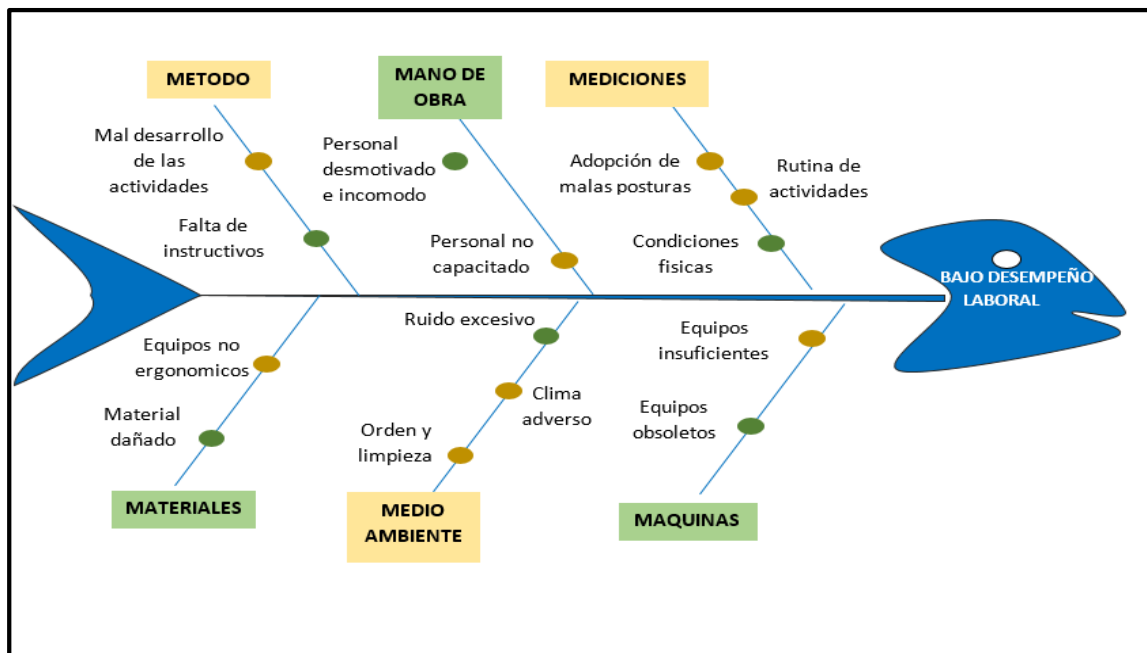 METODO
MANO DE
OBRA
MEDICIONES
Mal desarrollo
de las
actividades
Falta de
instructivos
Personal
desmotivado
e incomodo
Personal no
capacitado
Adopción de
malas posturas
Rutina de
actividades
Condiciones
fisicas
BAJO DESEMPEÑO
LABORAL
Equipos no
ergonomicos
Material
dañado
MATERIALES
Ruido excesivo
Clima
adverso
Orden y
limpieza
MEDIO
AMBIENTE
Equipos
insuficientes
Equipos
obsoletos
MAQUINAS